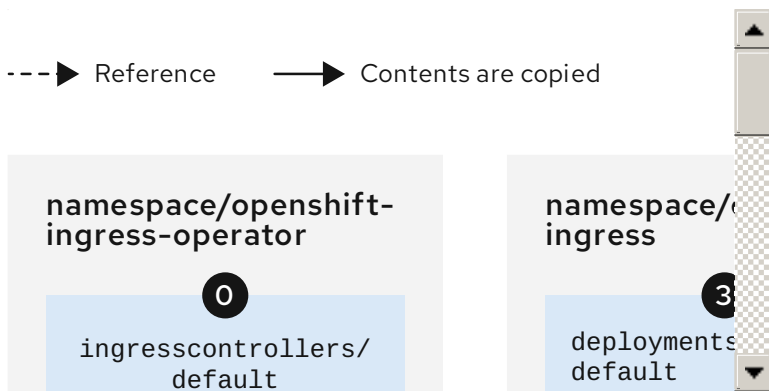 Reference
Contents are copied
namespace/openshift-
ingress-operator
namespace/
ingress
0
3
ingresscontrollers/
default
deployments
default